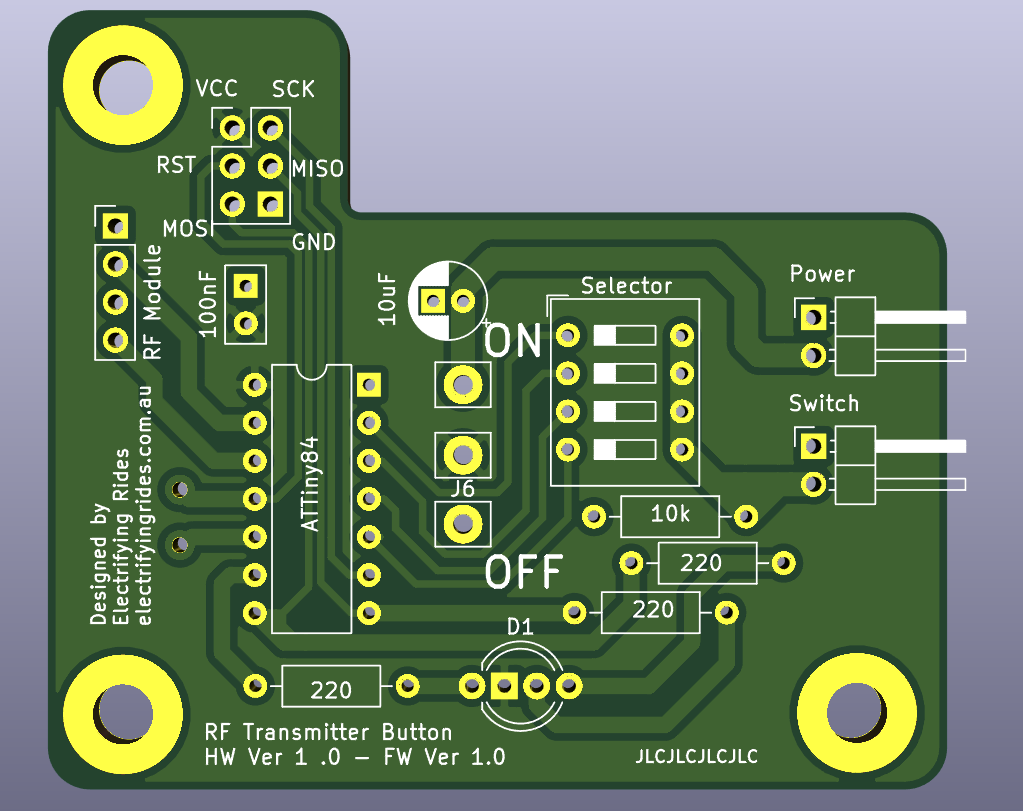 VCC
SCK
RST
MISO
MOSI
GND
RF Module
100nF
10uF
+
Selector
Power
ON
Switch
ATTiny84
J6
10k
OFF
220
220
D1
220
Designed by
Electrifying Rides
electrifyingrides.com.au
RF Transmitter Button
HW Ver 1 .0 – FW Ver 1.0
JLCJLCJLCJLC